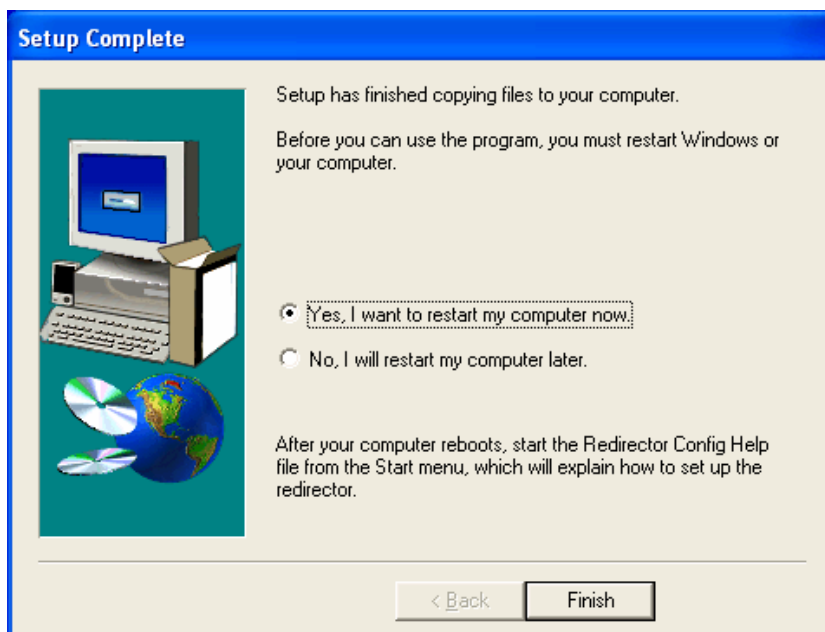 Setup Complete
Setup has finished copying files to your computer.
Before you can use the program, you must restart Windows or
your computer.
Yes, I want to restart my computer now.
No, I will restart my computer later.
After your computer reboots, start the Redirector Config Help
file from the Start menu, which will explain how to set up the
redirector.
< Back
Finish